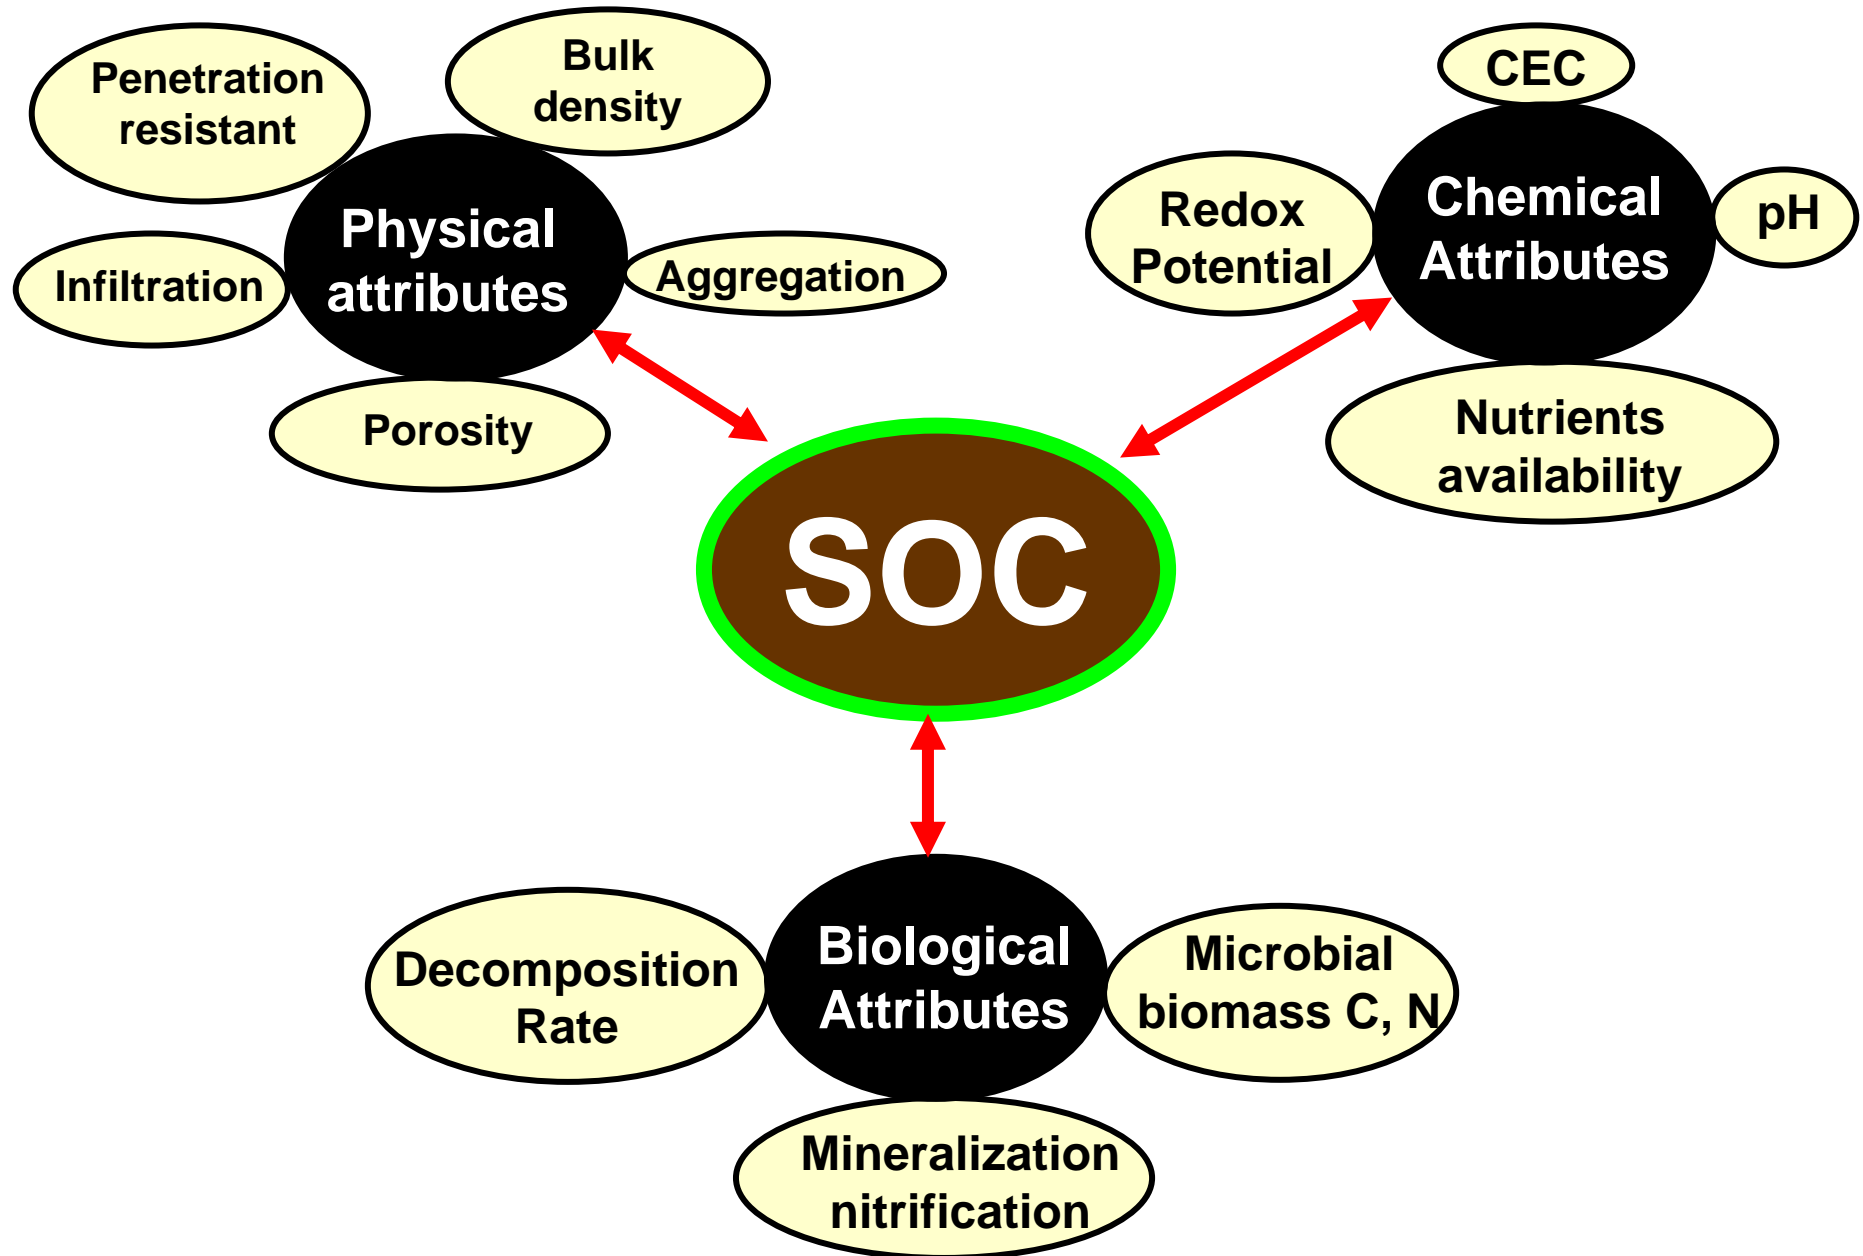 Penetration
resistant
Bulk
density
Physical
attributes
Infiltration
Aggregation
Porosity
CEC
Redox
Potential
Chemical
Attributes
pH
Nutrients
availability
SOC
Decomposition
Rate
Biological
Attributes
Microbial
biomass C, N
Mineralization
nitrification